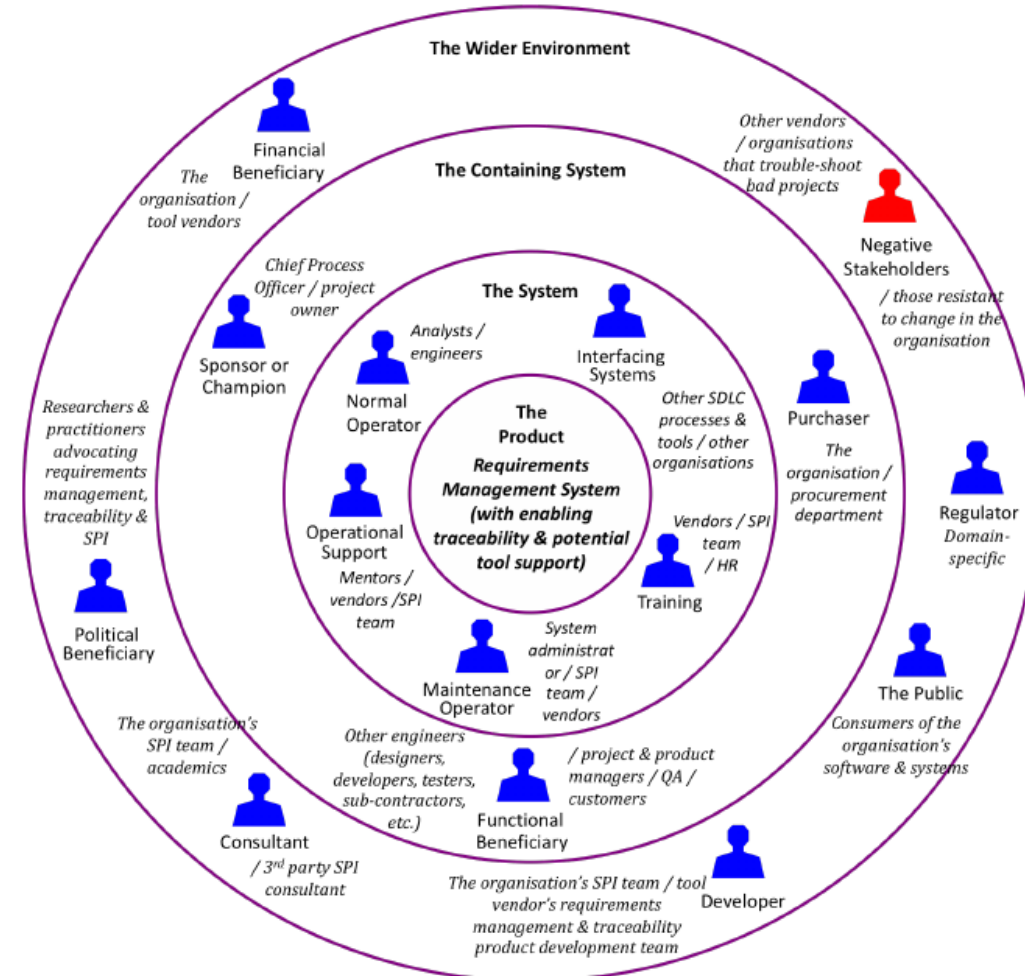 The Wider Environment
Financial
Beneficiary
The
organisation /
tool vendors
Other vendors
/ organisations
that trouble-shoot
bad projects
Negative
Stakeholders
/ those resistant
to change in the
organisation
The Containing System
Chief Process
Officer / project
owner
Sponsor or
Champion
The System
Analysts /
engineers
Normal
Operator
Interfacing
Systems
Other SDLC
processes &
tools / other
organisations
Purchaser
The
organisation /
procurement
department
Regulator
Domain-
specific
Researchers &
practitioners
advocating
requirements
management,
traceability &
SPI
Political
Beneficiary
The
Product
Requirements
Management System
(with enabling
traceability & potential
tool support)
Operational
Support
Mentors /
vendors /SPI
team
Vendors / SPI
team
/ HR
Training
Maintenance
Operator
System
administrat
or / SPI
team /
vendors
The Public
Consumers of the
organisation's
software & systems
The organisation's
SPI team /
academics
Consultant
/ 3rd party SPI
consultant
Other engineers
(designers,
developers, testers,
sub-contractors,
etc.)
/ project & product
managers / QA /
customers
Functional
Beneficiary
The organisation's SPI team / tool
vendor's requirements
management & traceability
product development team
Developer